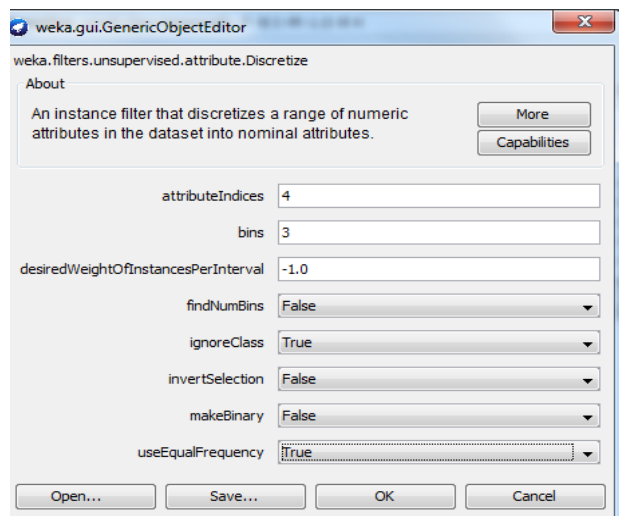 weka.gui.GenericObjectEditor
weka.filters.unsupervised.attribute.Discretize
About
An instance filter that discretizes a range of numeric
attributes in the dataset into nominal attributes.
More
Capabilities
attributeIndices 4
bins 3
desiredWeightOfInstancesPerInterval -1.0
findNumBins False
ignoreClass True
invertSelection False
makeBinary False
useEqualFrequency True
Open... Save... OK Cancel